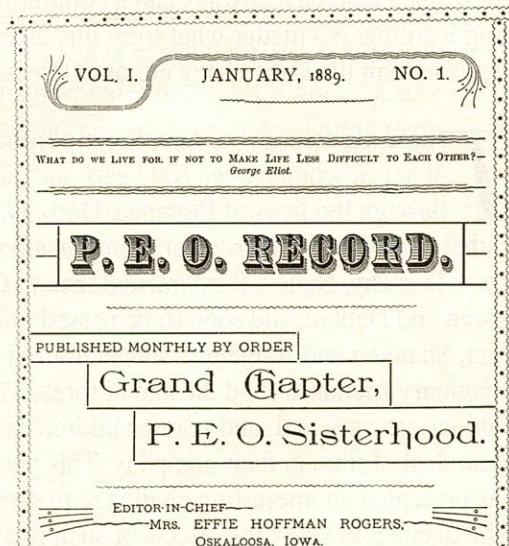 VOL. I. JANUARY, 1889. NO. 1.
WHAT DO WE LIVE FOR, IF NOT TO MAKE LIFE LESS DIFFICULT TO EACH OTHER?—
George Eliot.
P. E. O. RECORD.
PUBLISHED MONTHLY BY ORDER
Grand Chapter,
P. E. O. Sisterhood.
EDITOR-IN-CHIEF—
—MRS. EFFIE HOFFMAN ROGERS,
OSKALOOSA, IOWA.